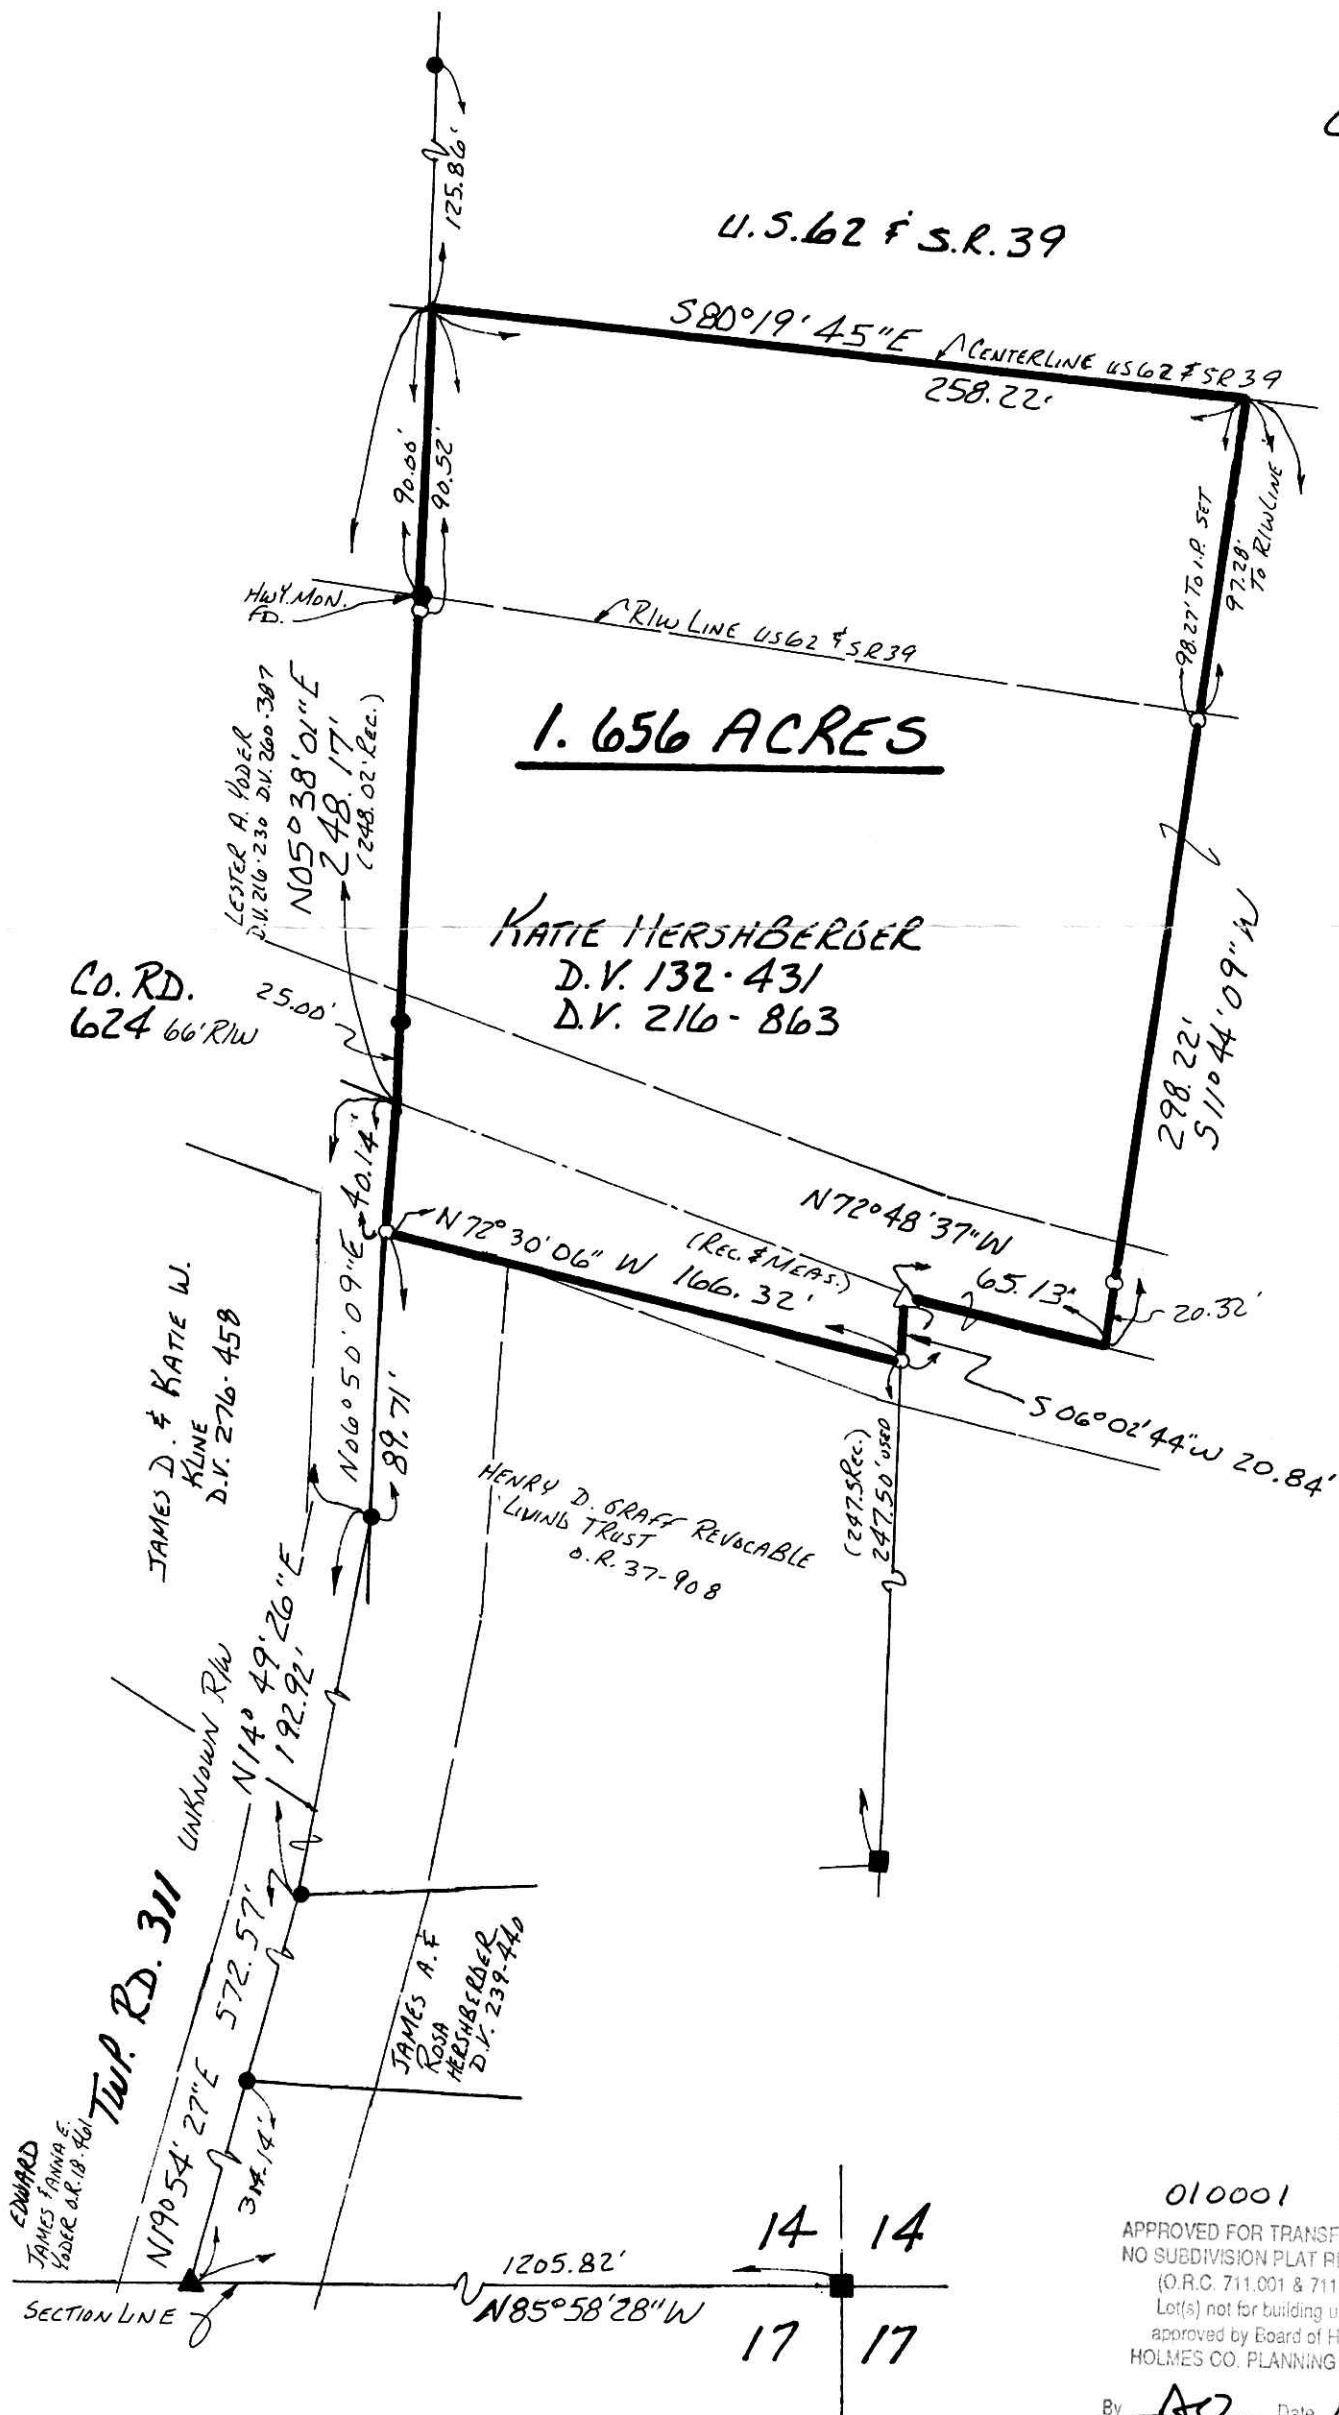 125.86'
U.S.62 & S.R.39
S80°19'45"E
CENTERLINE US62 & SR39
258.22'
90.00'
90.52'
98.27' TO I.P. SET
97.28'
TO R/W LINE
HWY. MON.
FD.
R/W LINE US62 & SR39
1.656 ACRES
LESTER A. YODER
D.V. 216-230 D.V. 260-387
N05°38'01"E
248.17'
(248.02' REC.)
KATIE HERSHBERGER
D.V. 132-431
D.V. 216-863
CO. RD.
624 66' R/W
25.00'
298.22'
S11°44'09"W
40.14'
N72°48'37"W
65.13'
20.32'
N72°30'06" W 166.32'
(REC. & MEAS.)
S06°02'44"W 20.84'
N06°50'09"E
89.71'
JAMES D. & KATIE W.
KLINE
D.V. 276-458
HENRY D. GRAFF REVOCABLE
LIVING TRUST
O.R. 37-908
(247.5 REC.)
247.50' USED
N14°49'26"E
192.92'
UNKNOWN R/W
TWP. RD. 311
572.57'
N19°54'27"E
314.14'
JAMES A. &
ROSA
HERSHBERGER
D.V. 239-440
EDWARD
JAMES & ANNA E.
YODER O.R. 18-461
SECTION LINE
1205.82'
N85°58'28"W
14 14
17 17
010001
APPROVED FOR TRANSF
NO SUBDIVISION PLAT R
(O.R.C. 711.001 & 711
Lot(s) not for building u
approved by Board of H
HOLMES CO. PLANNING
By Date